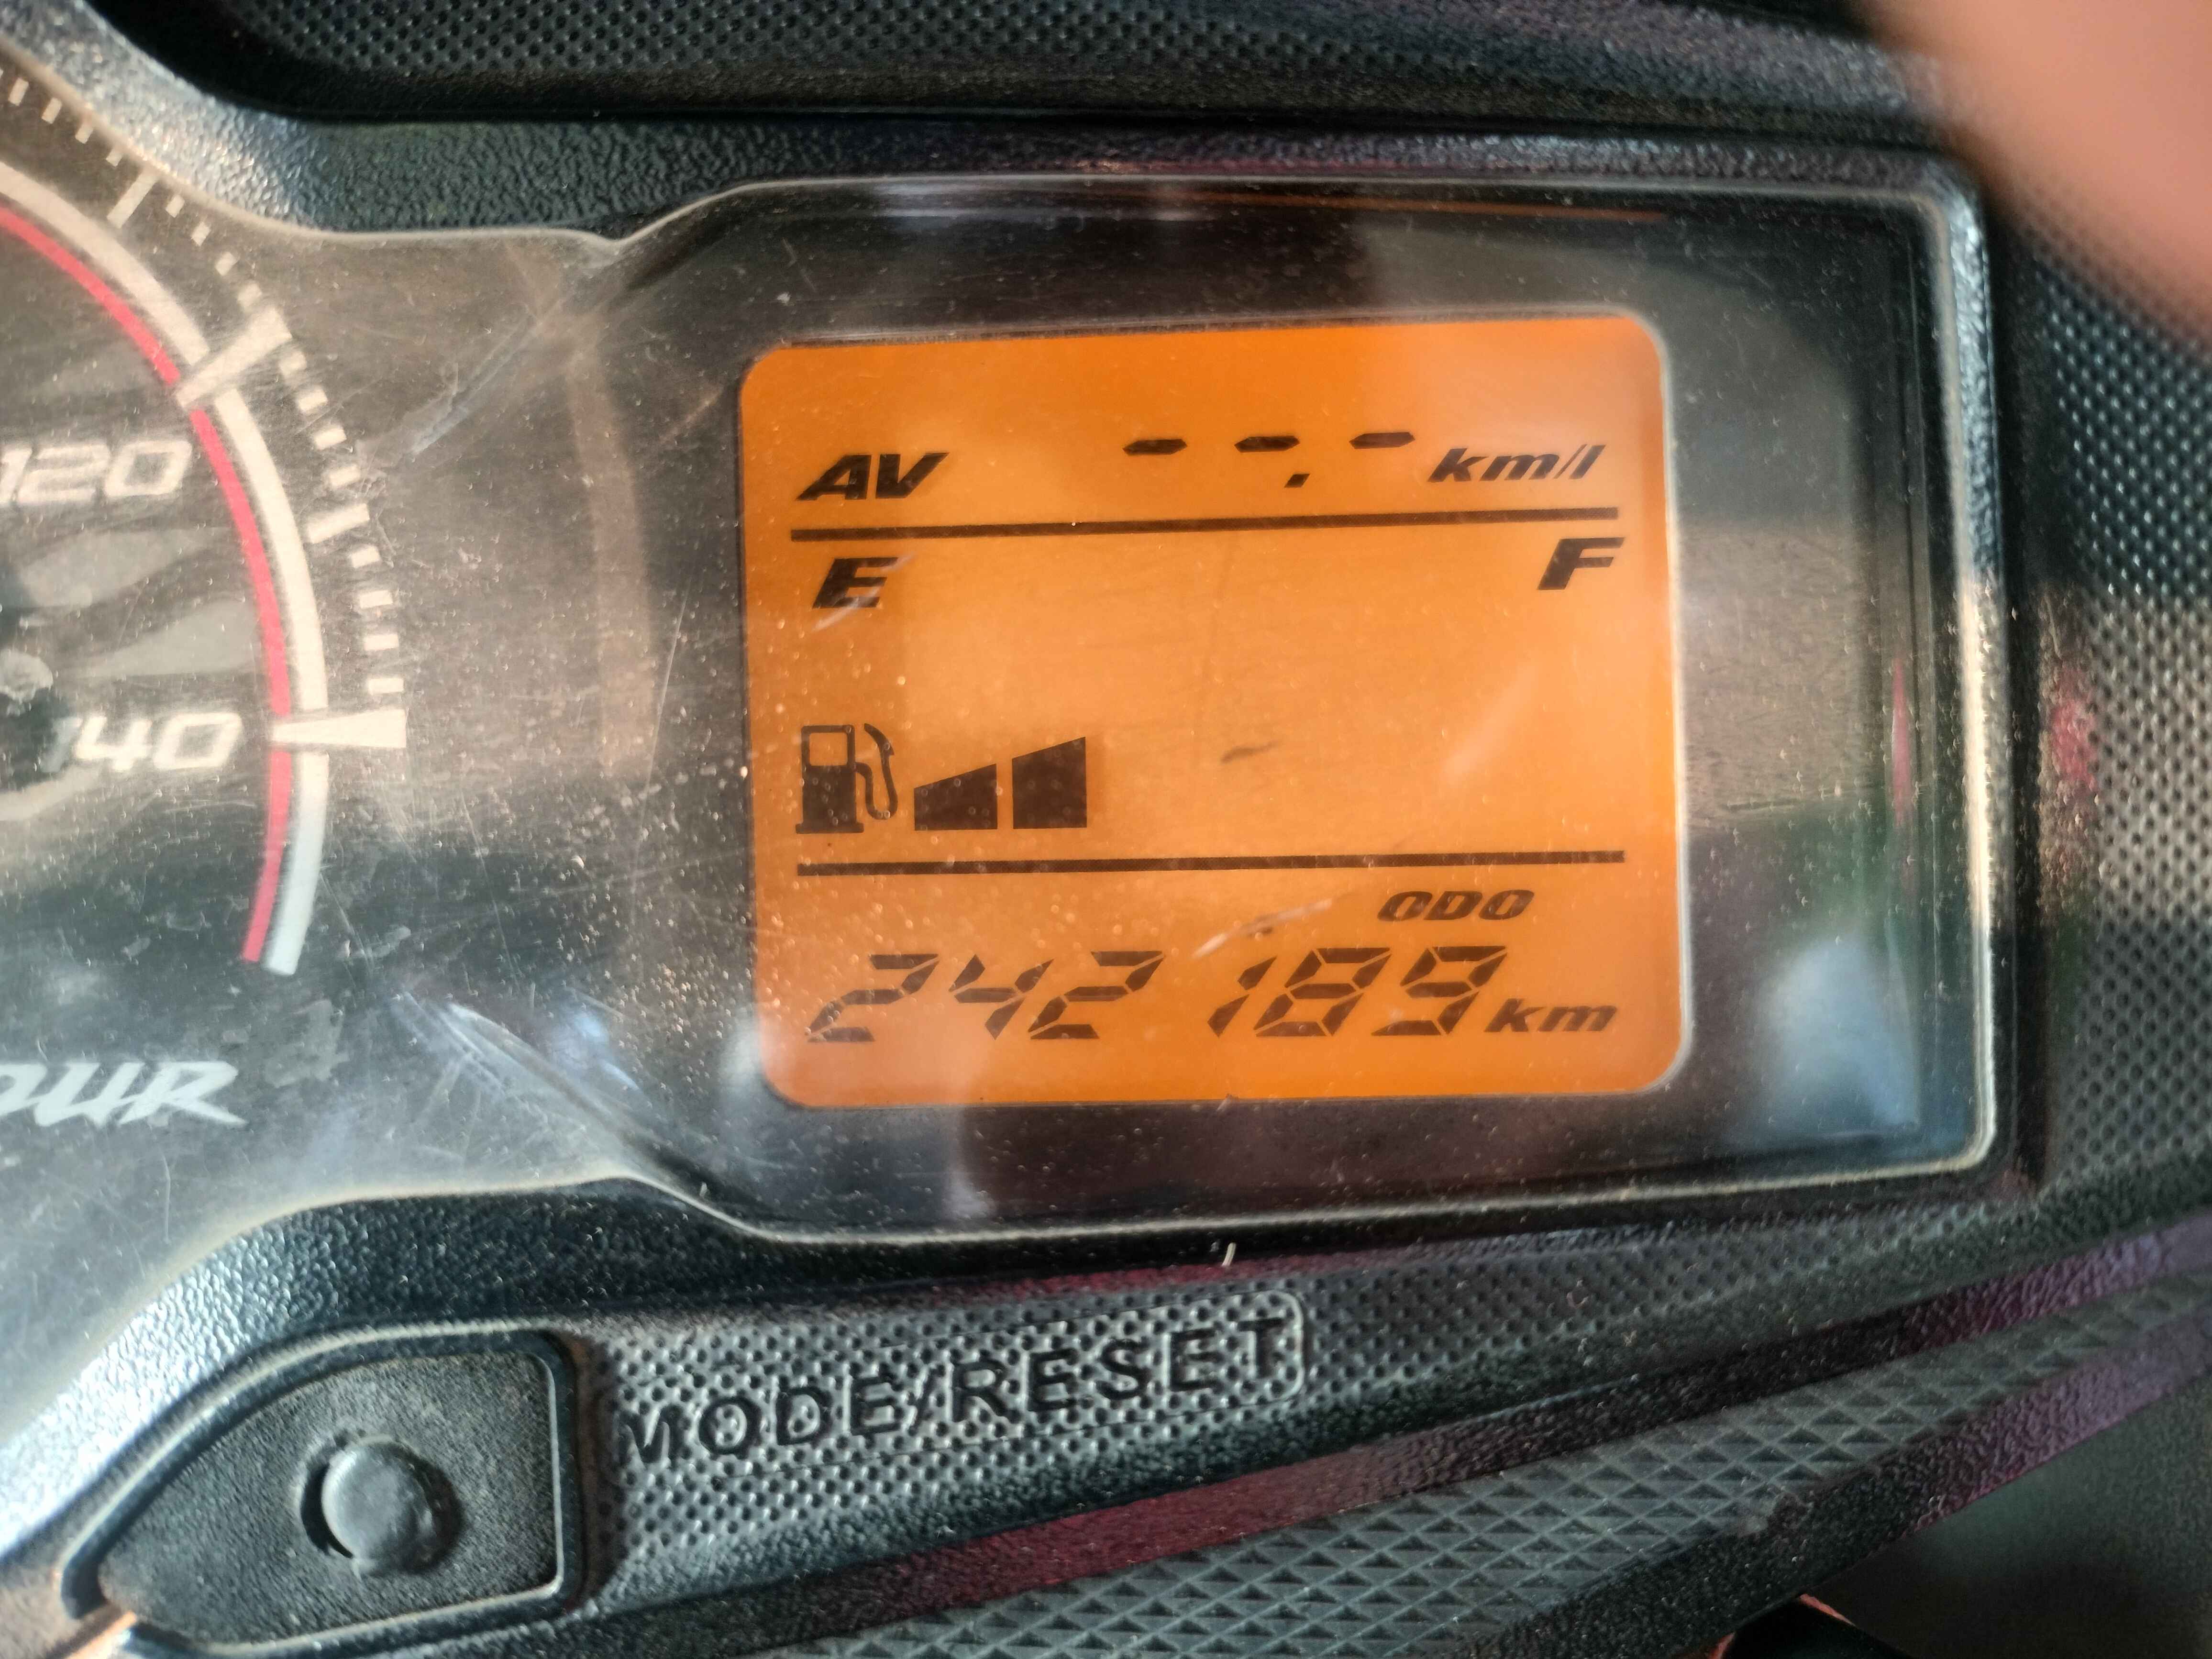 120
140
AV --.- km/l
E F
ODO
242189 km
MODE/RESET